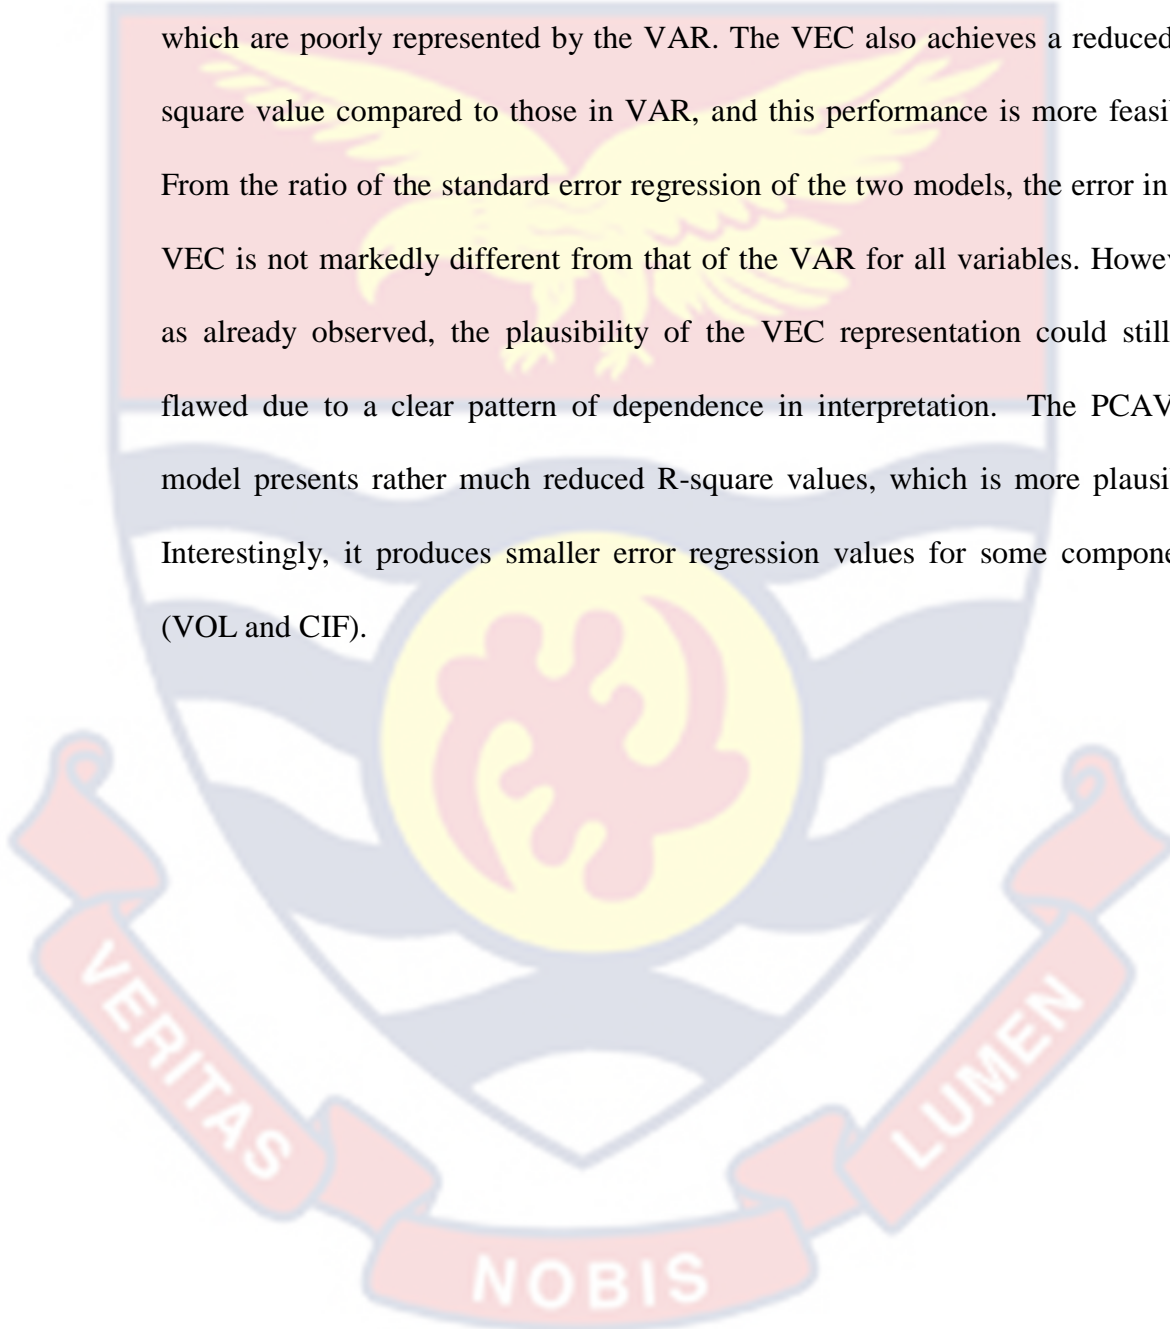 which are poorly represented by the VAR. The VEC also achieves a reduced
square value compared to those in VAR, and this performance is more
From the ratio of the standard error regression of the two models, the error in
VEC is not markedly different from that of the VAR for all variables.
as already observed, the plausibility of the VEC representation could still
flawed due to a clear pattern of dependence in interpretation. The
model presents rather much reduced R-square values, which is more
Interestingly, it produces smaller error regression values for some
(VOL and CIF).
VERITAS
NOBIS
LUMEN